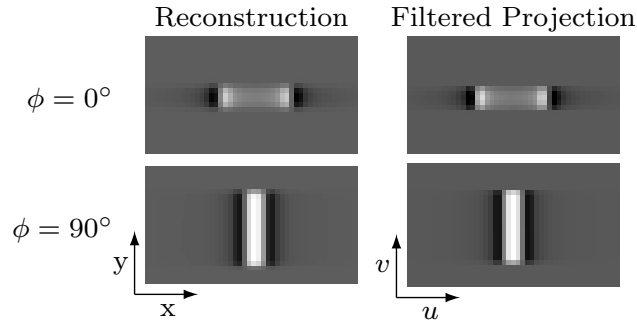 Reconstruction Filtered Projection
ϕ = 0°
ϕ = 90°
y
x
v
u